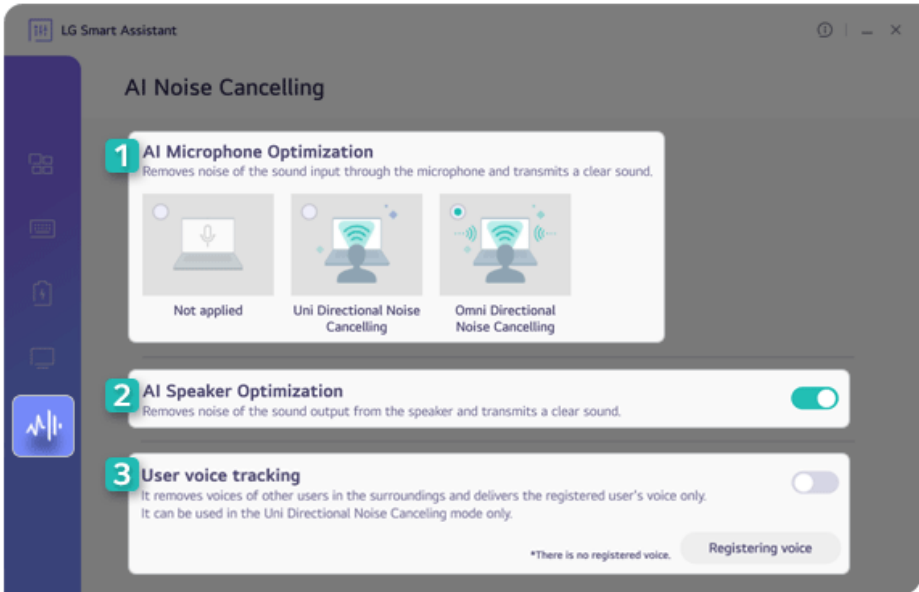 LG Smart Assistant
AI Noise Cancelling
1
AI Microphone Optimization
Removes noise of the sound input through the microphone and transmits a clear sound.
Not applied
Uni Directional Noise
Cancelling
Omni Directional
Noise Cancelling
2
AI Speaker Optimization
Removes noise of the sound output from the speaker and transmits a clear sound.
3
User voice tracking
It removes voices of other users in the surroundings and delivers the registered user's voice only.
It can be used in the Uni Directional Noise Canceling mode only.
*There is no registered voice.
Registering voice